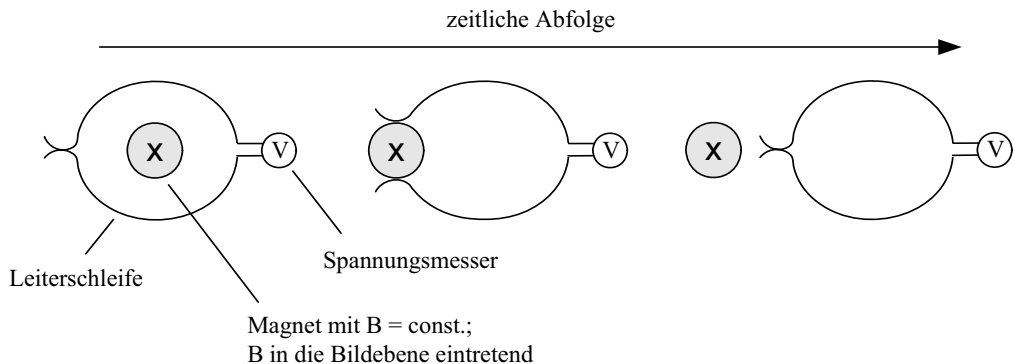 zeitliche Abfolge
X
V
X
V
X
V
Leiterschleife
Spannungsmesser
Magnet mit B = const.;
B in die Bildebene eintretend